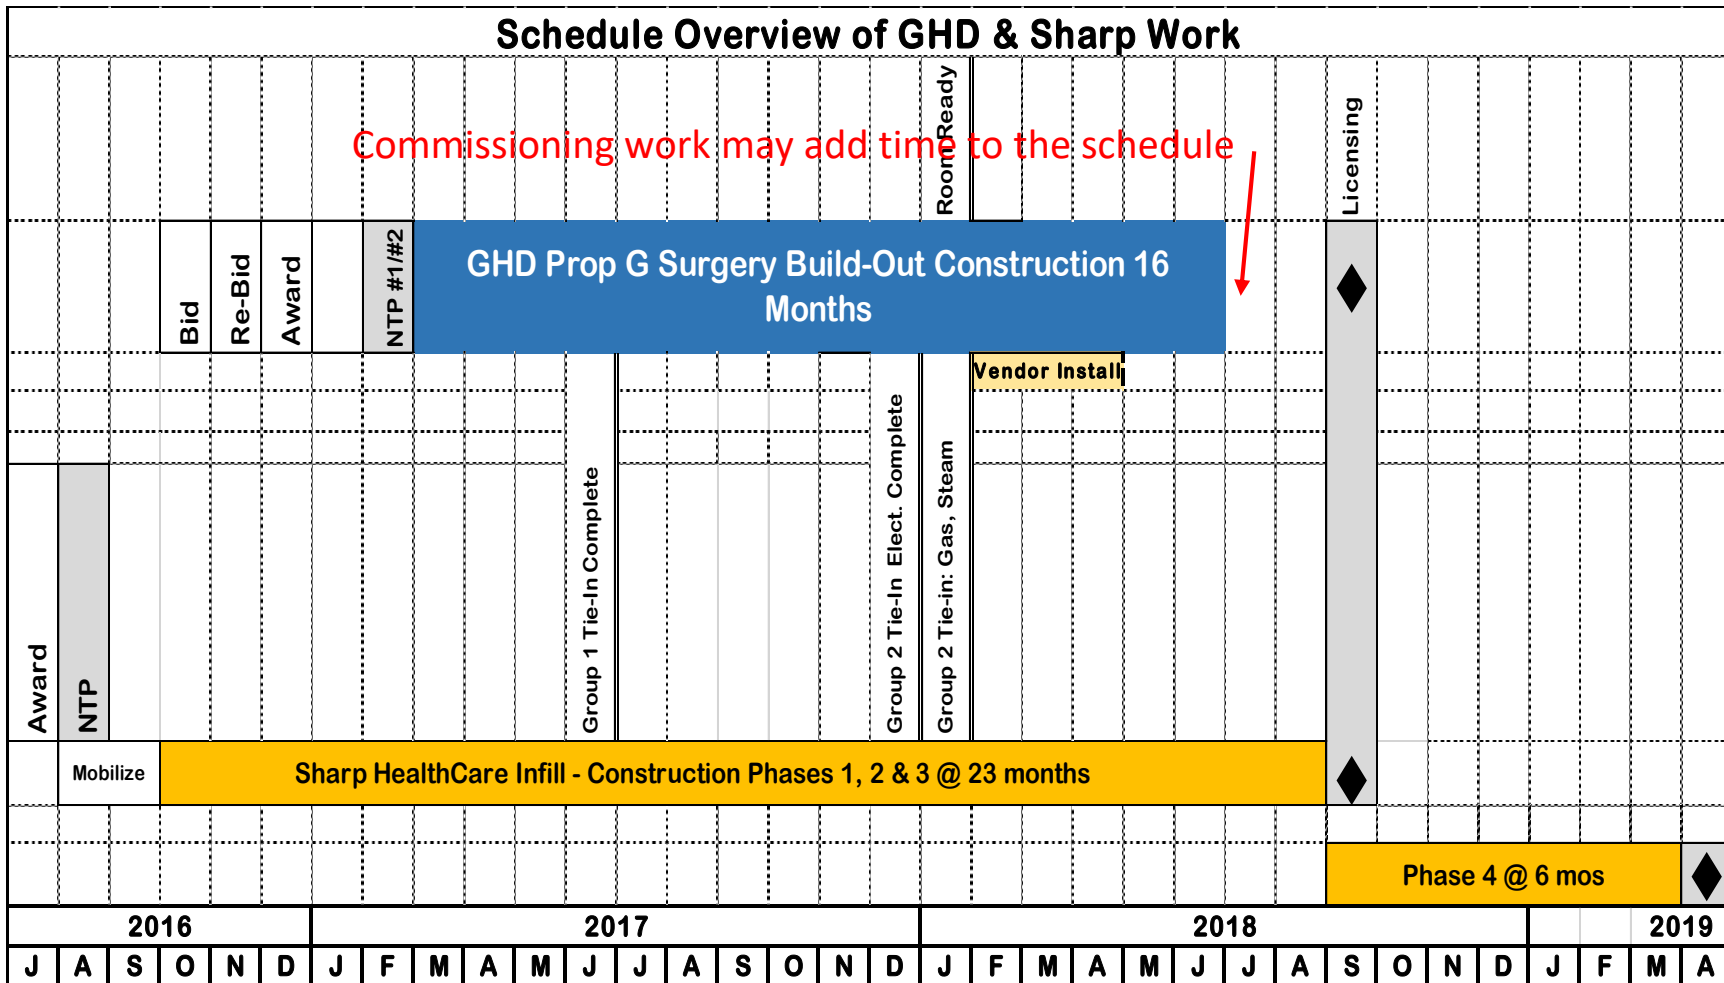 Schedule Overview of GHD & Sharp Work
Room Ready
Licensing
Commissioning work may add time to the schedule
Bid
Re-Bid
Award
NTP #1/#2
GHD Prop G Surgery Build-Out Construction 16
Months
Vendor Install
Group 1 Tie-In Complete
Group 2 Tie-In Elect. Complete
Group 2 Tie-in: Gas, Steam
Award
NTP
Mobilize
Sharp HealthCare Infill - Construction Phases 1, 2 & 3 @ 23 months
Phase 4 @ 6 mos
2016 2017 2018 2019
J A S O N D J F M A M J J A S O N D J F M A M J J A S O N D J F M A